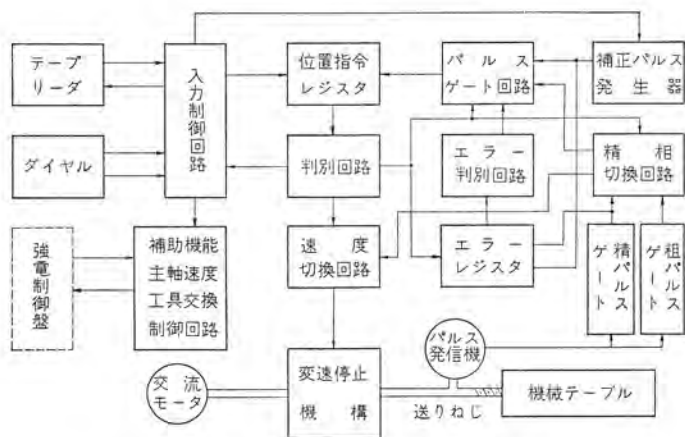 テープ
リーダ
入力制御回路
位置指令
レジスタ
パルス
ゲート回路
補正パルス
発生器
ダイヤル
判別回路
エラー
判別回路
精相
切換回路
強電制御盤
補助機能
主軸速度
工具交換
制御回路
速度
切換回路
エラー
レジスタ
精パルス
ゲート
粗パルス
ゲート
パルス
発信機
交流
モータ
変速停止
機構
送りねじ
機械テーブル